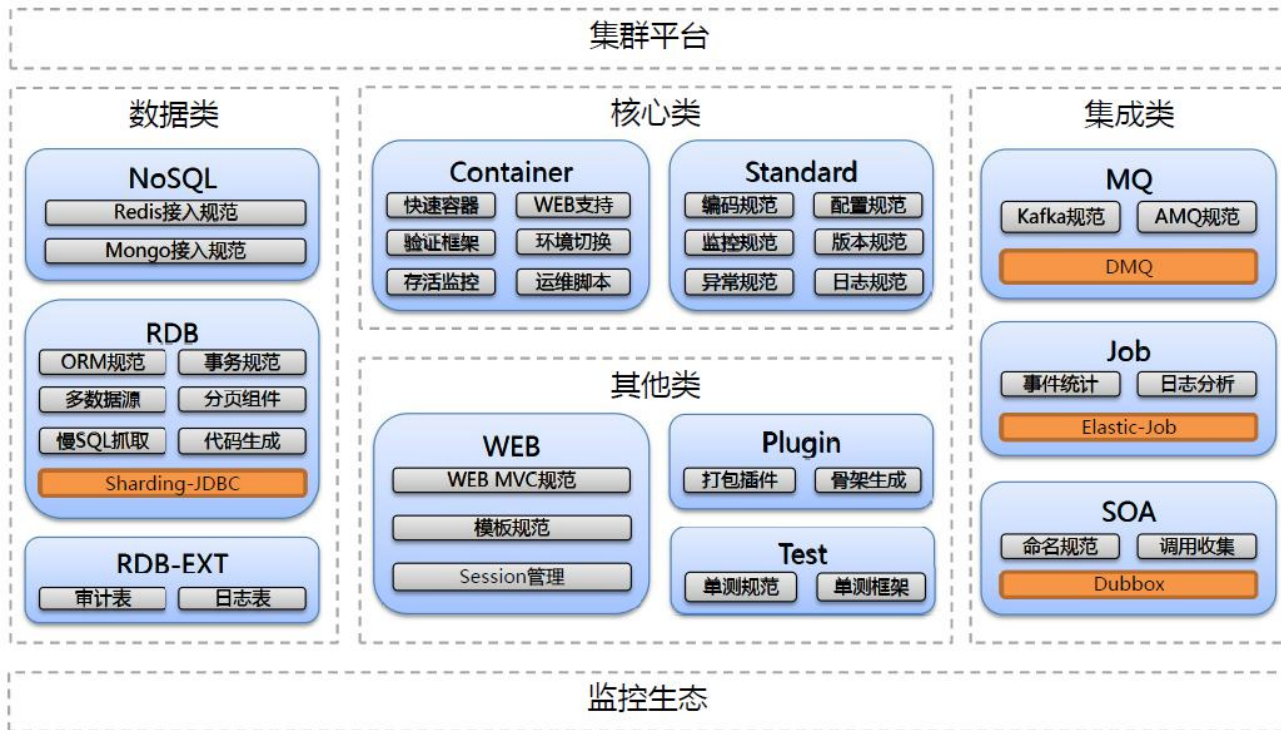 集群平台
数据类
NoSQL
Redis接入规范
Mongo接入规范
RDB
ORM规范 事务规范
多数据源 分页组件
慢SQL抓取 代码生成
Sharding-JDBC
RDB-EXT
审计表 日志表
核心类
Container
快速容器 WEB支持
验证框架 环境切换
存活监控 运维脚本
Standard
编码规范 配置规范
监控规范 版本规范
异常规范 日志规范
其他类
WEB
WEB MVC规范
模板规范
Session管理
Plugin
打包插件 骨架生成
Test
单测规范 单测框架
集成类
MQ
Kafka规范 AMQ规范
DMQ
Job
事件统计 日志分析
Elastic-Job
SOA
命名规范 调用收集
Dubbox
监控生态